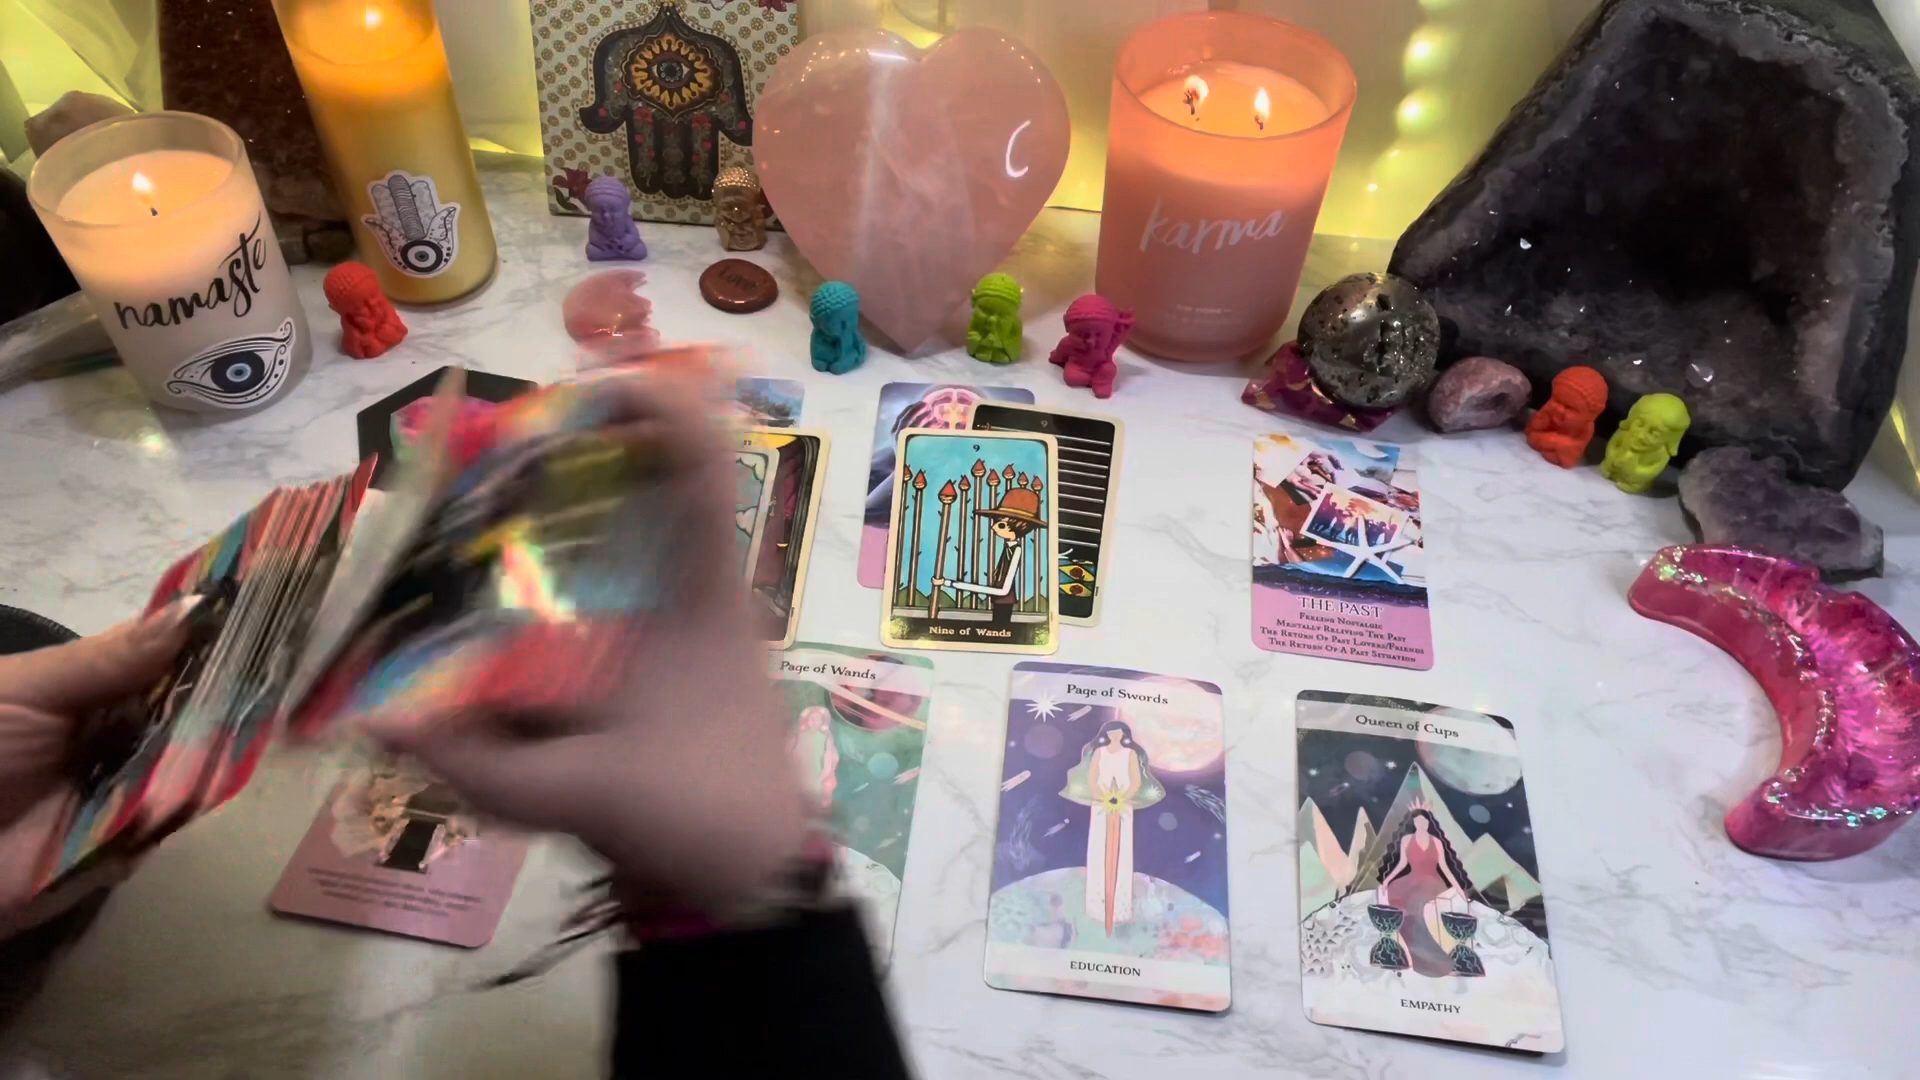 namaste
karma
Love
9
9
Nine of Wands
THE PAST
FEELING NOSTALGIC
MENTALLY RELIVING THE PAST
THE RETURN OF PAST LOVERS/FRIENDS
THE RETURN OF A PAST SITUATION
Page of Wands
Page of Swords
EDUCATION
Queen of Cups
EMPATHY